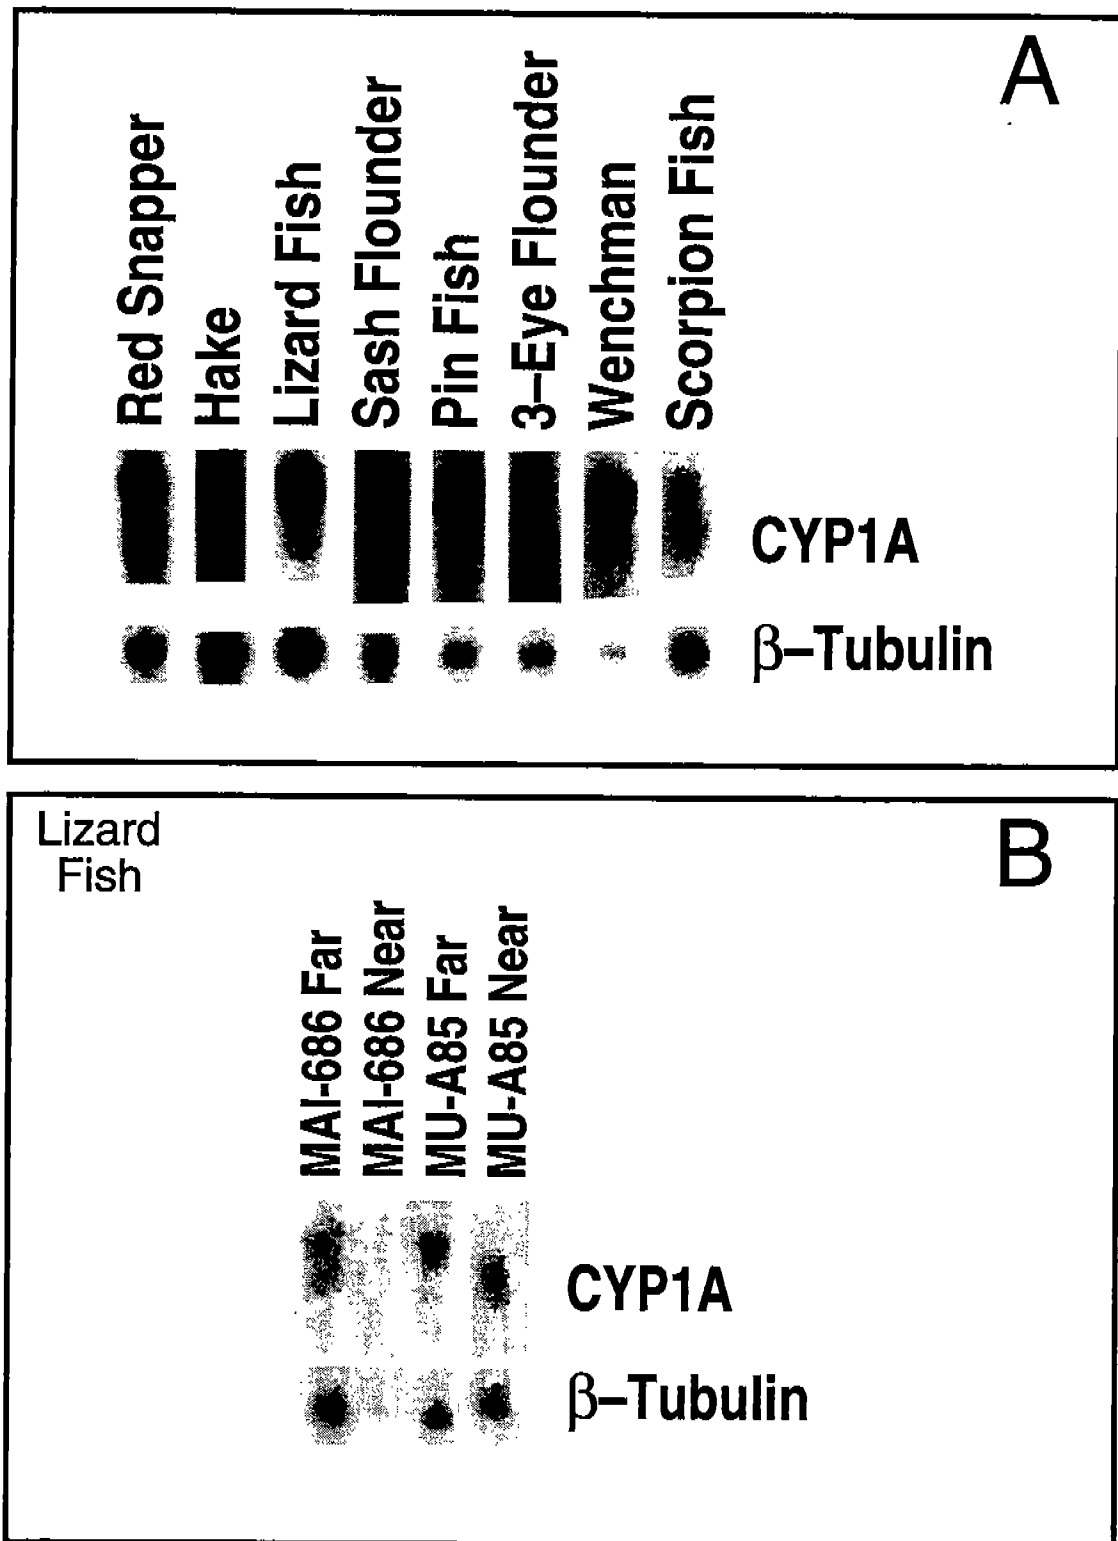 A
Red Snapper
Hake
Lizard Fish
Sash Flounder
Pin Fish
3–Eye Flounder
Wenchman
Scorpion Fish
CYP1A
β–Tubulin
Lizard
Fish
B
MAI-686 Far
MAI-686 Near
MU-A85 Far
MU-A85 Near
CYP1A
β–Tubulin